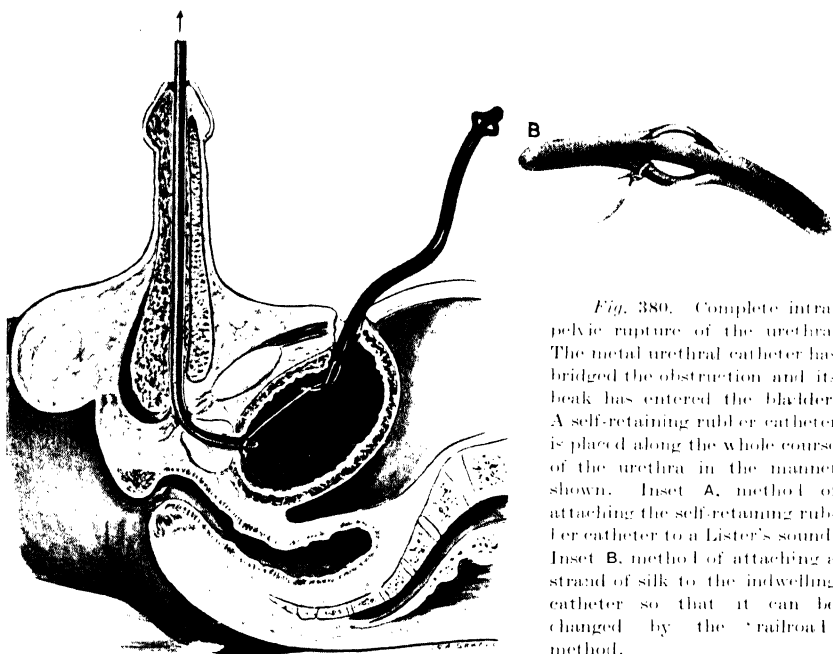 B
Fig. 380. Complete intra
pelvic rupture of the urethra
The metal urethral catheter has
bridged the obstruction and its
beak has entered the bladder
A self-retaining rubber catheter
is placed along the whole course
of the urethra in the manner
shown. Inset A, method of
attaching the self-retaining rub-
ber catheter to a Lister's sound
Inset B, method of attaching a
strand of silk to the indwelling
catheter so that it can be
changed by the 'railroad
method.